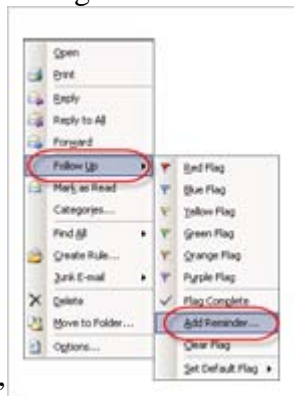 Open
Print
Reply
Reply to All
Forward
Follow Up
Mark as Read
Categories...
Find All
Create Rule...
Junk E-mail
Delete
Move to Folder...
Options...
Red Flag
Blue Flag
Yellow Flag
Green Flag
Orange Flag
Purple Flag
Flag Complete
Add Reminder...
Clear Flag
Set Default Flag